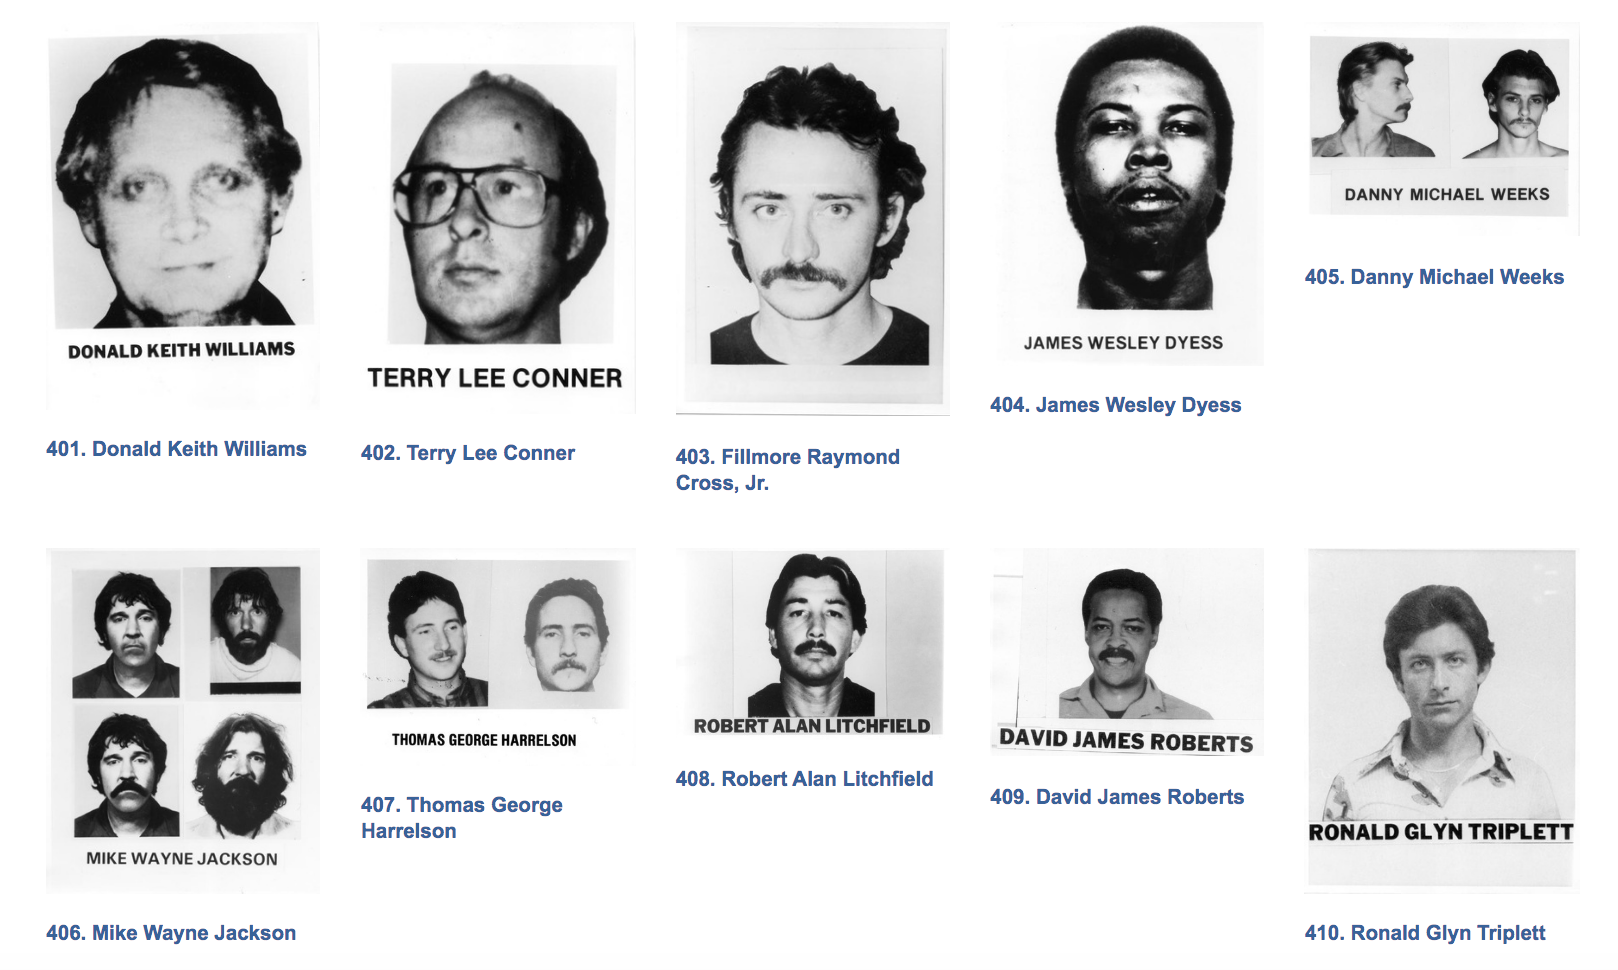 DONALD KEITH WILLIAMS
401. Donald Keith Williams
TERRY LEE CONNER
402. Terry Lee Conner
403. Fillmore Raymond
Cross, Jr.
JAMES WESLEY DYESS
404. James Wesley Dyess
DANNY MICHAEL WEEKS
405. Danny Michael Weeks
MIKE WAYNE JACKSON
406. Mike Wayne Jackson
THOMAS GEORGE HARRELSON
407. Thomas George
Harrelson
ROBERT ALAN LITCHFIELD
408. Robert Alan Litchfield
DAVID JAMES ROBERTS
409. David James Roberts
RONALD GLYN TRIPLETT
410. Ronald Glyn Triplett